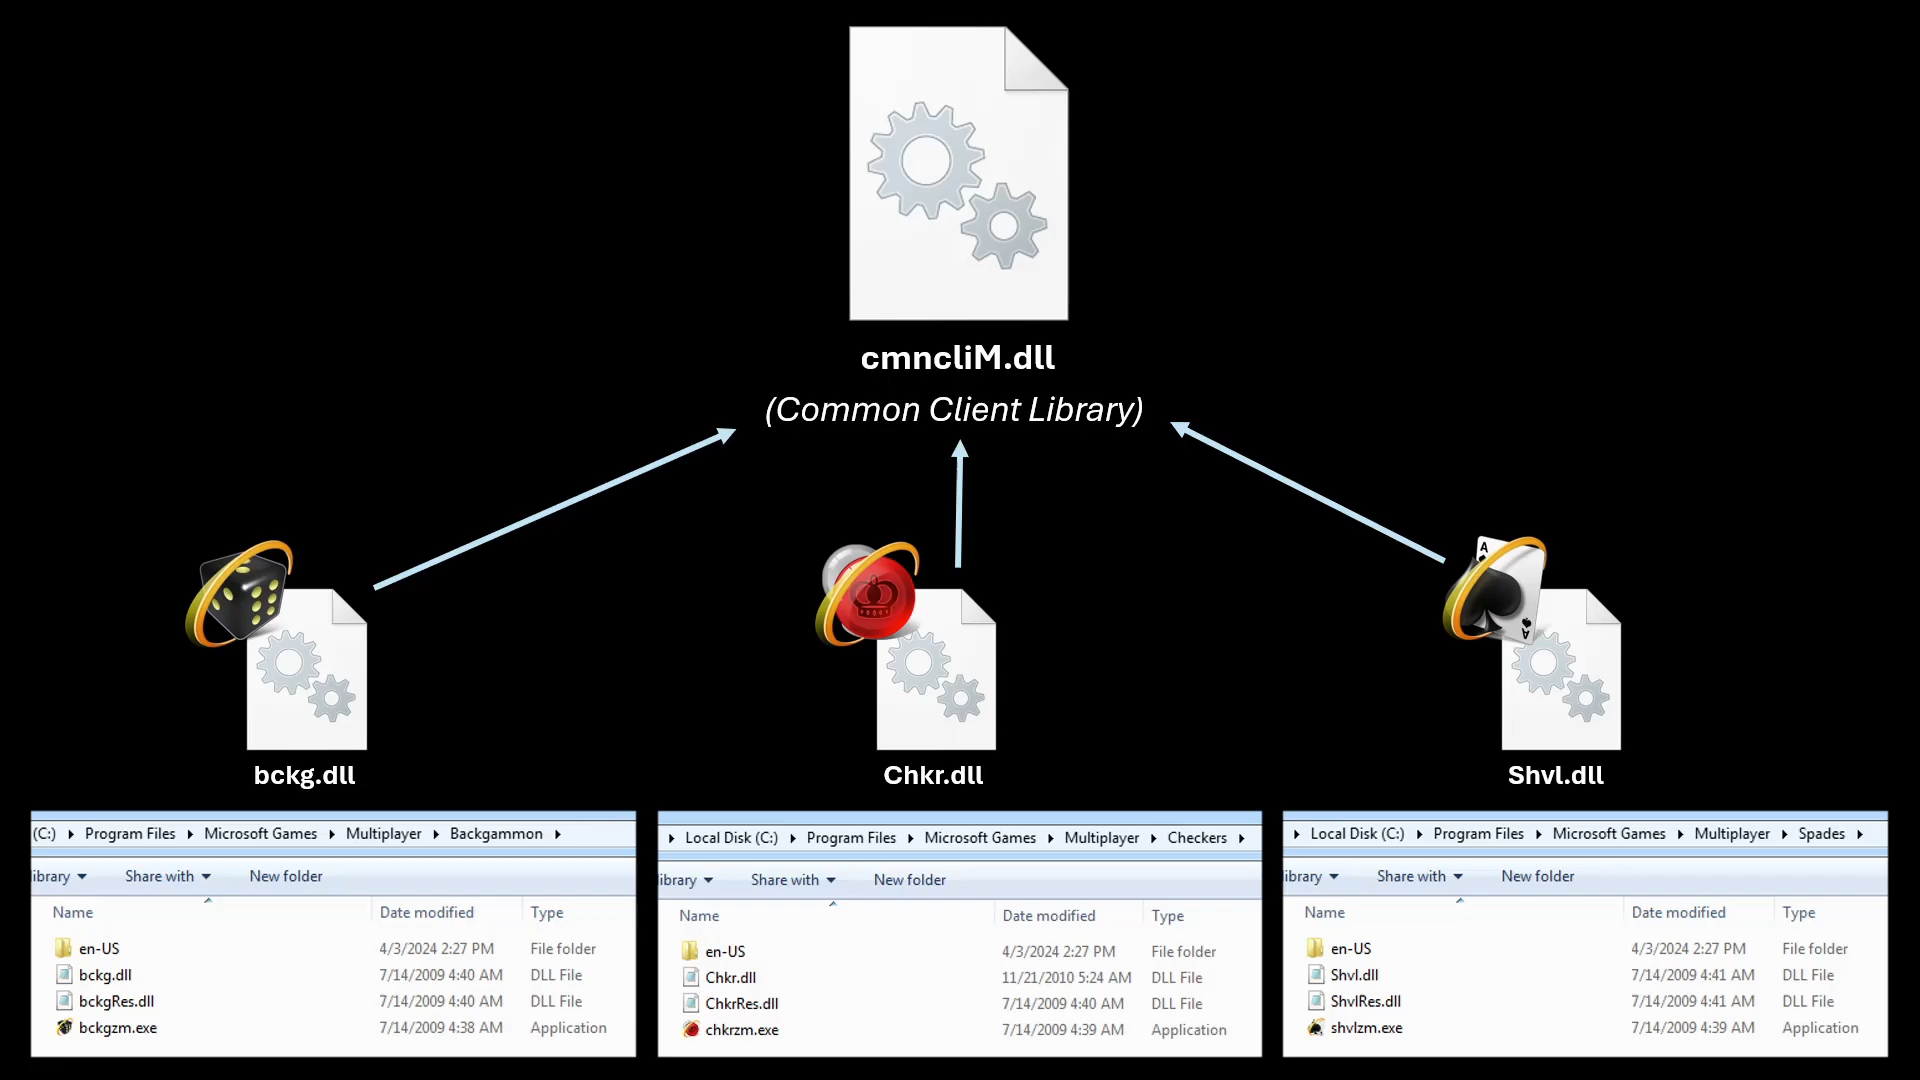 cmncliM.dll
(Common Client Library)
A
A
bckg.dll
Chkr.dll
Shvl.dll
(C:) Program Files Microsoft Games Multiplayer Backgammon
ibrary Share with New folder
Name Date modified Type
en-US 4/3/2024 2:27 PM File folder
bckg.dll 7/14/2009 4:40 AM DLL File
bckgRes.dll 7/14/2009 4:40 AM DLL File
bckgzm.exe 7/14/2009 4:38 AM Application
Local Disk (C:) Program Files Microsoft Games Multiplayer Checkers
ibrary Share with New folder
Name Date modified Type
en-US 4/3/2024 2:27 PM File folder
Chkr.dll 11/21/2010 5:24 AM DLL File
ChkrRes.dll 7/14/2009 4:40 AM DLL File
chkrzm.exe 7/14/2009 4:39 AM Application
Local Disk (C:) Program Files Microsoft Games Multiplayer Spades
ibrary Share with New folder
Name Date modified Type
en-US 4/3/2024 2:27 PM File folder
Shvl.dll 7/14/2009 4:41 AM DLL File
ShvlRes.dll 7/14/2009 4:41 AM DLL File
shvlzm.exe 7/14/2009 4:39 AM Application